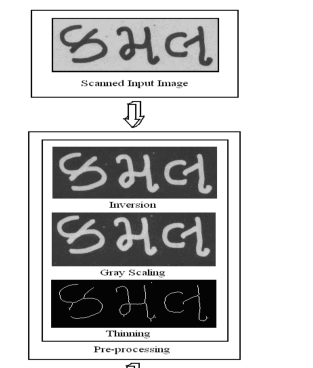 કમલ
Scanned Input Image
કમલ
Inversion
કમલ
Gray Scaling
કમલ
Thinning
Pre-processing